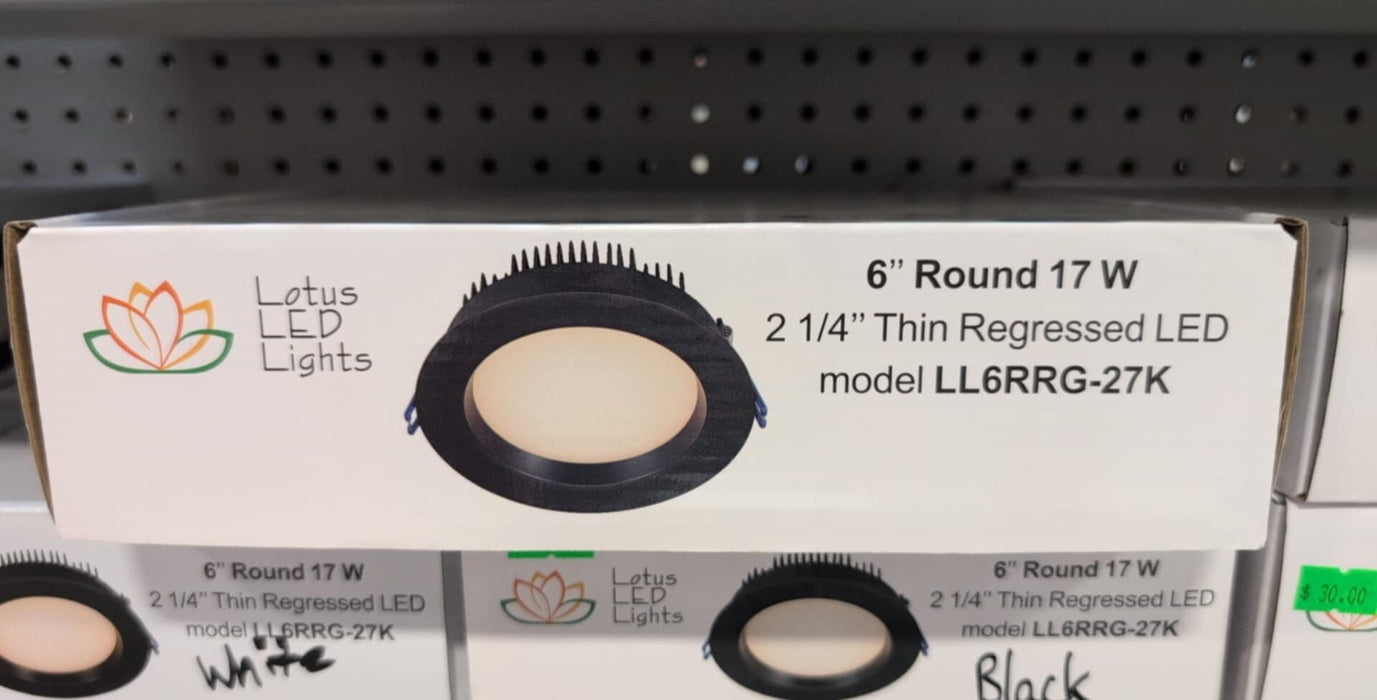 Lotus
LED
Lights
6” Round 17 W
2 1/4” Thin Regressed LED
model LL6RRG-27K
6” Round 17 W
2 1/4” Thin Regressed LED
model LL6RRG-27K
White
Lotus
LED
Lights
6” Round 17 W
2 1/4” Thin Regressed LED
model LL6RRG-27K
Black
$ 30.00